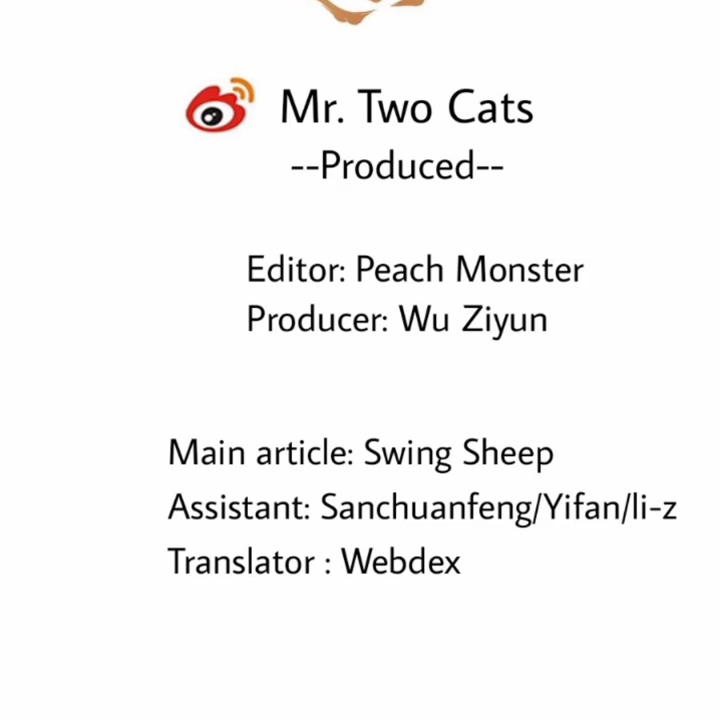 Mr. Two Cats
--Produced--
Editor: Peach Monster
Producer: Wu Ziyun
Main article: Swing Sheep
Assistant: Sanchuanfeng/Yifan/li-z
Translator : Webdex